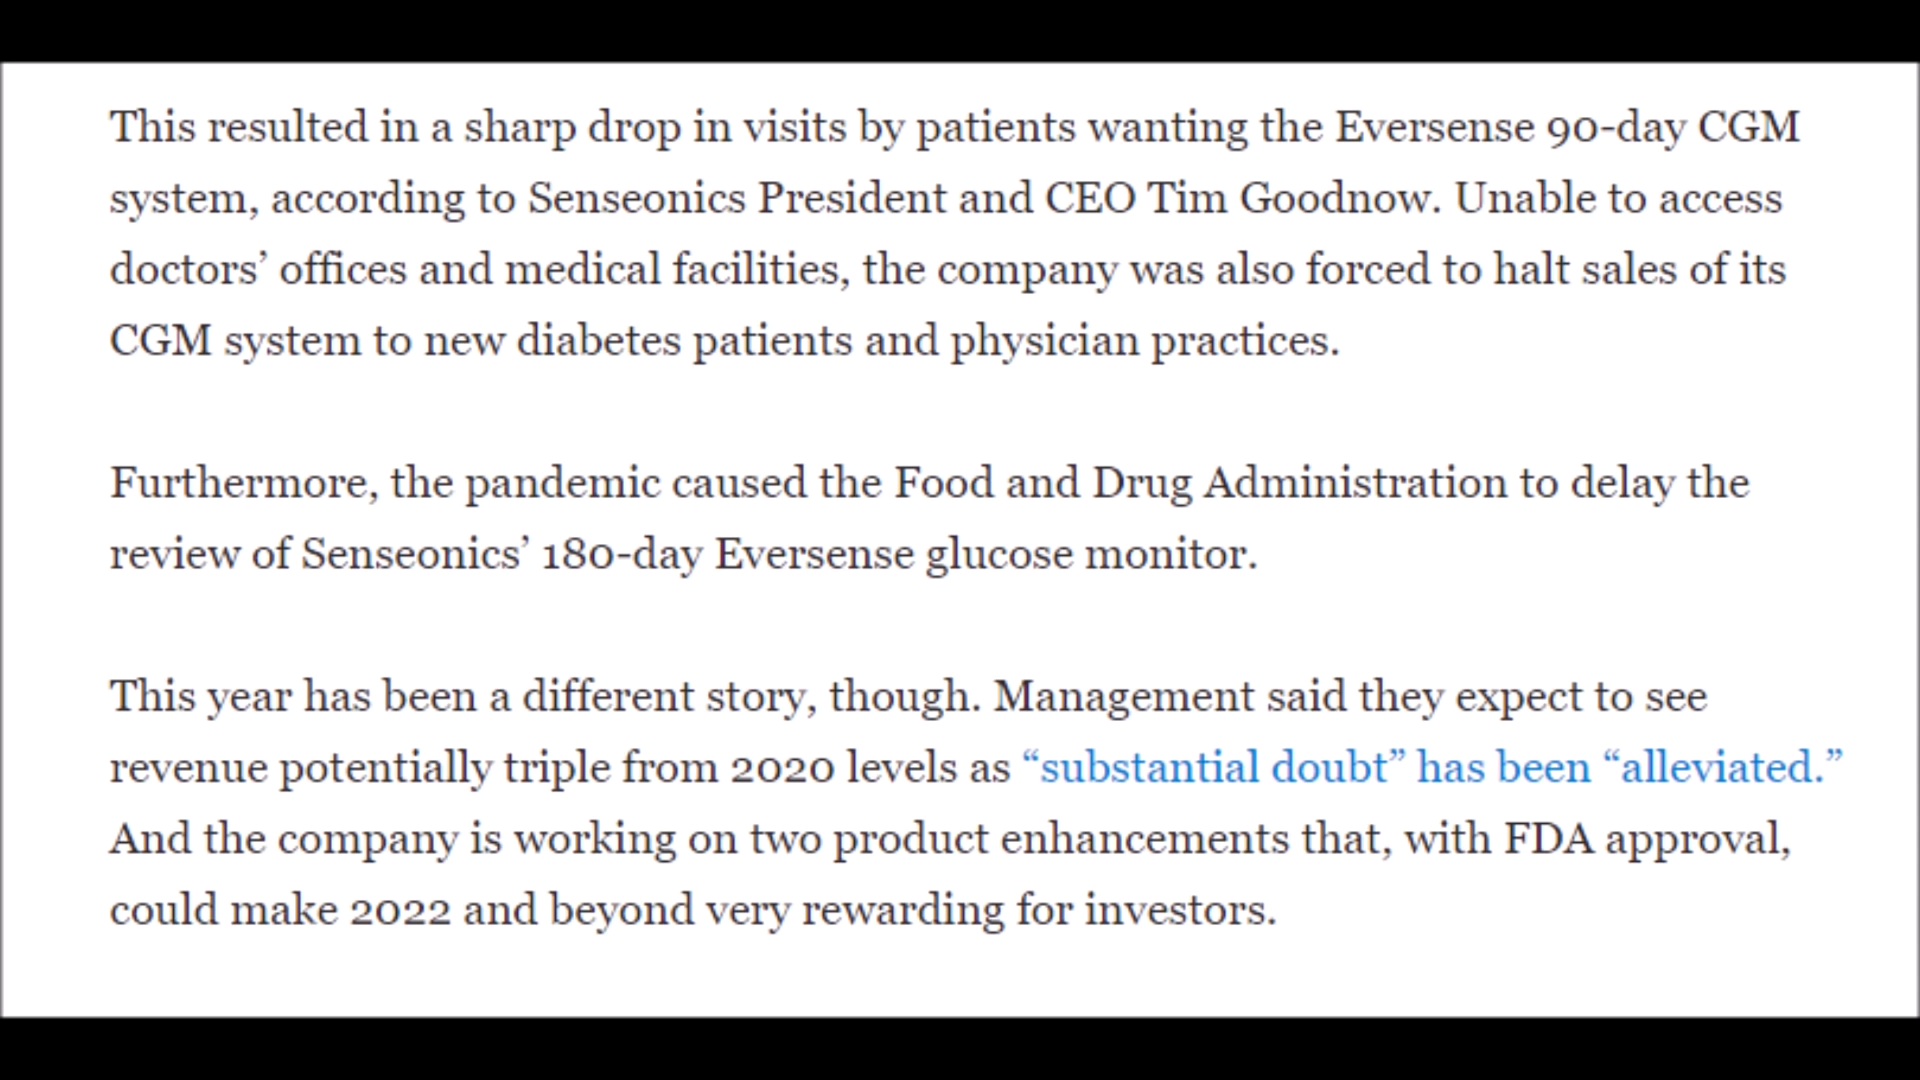 This resulted in a sharp drop in visits by patients wanting the Eversense 90-day CGM
system, according to Senseonics President and CEO Tim Goodnow. Unable to access
doctors’ offices and medical facilities, the company was also forced to halt sales of its
CGM system to new diabetes patients and physician practices.
Furthermore, the pandemic caused the Food and Drug Administration to delay the
review of Senseonics’ 180-day Eversense glucose monitor.
This year has been a different story, though. Management said they expect to see
revenue potentially triple from 2020 levels as “substantial doubt” has been “alleviated.”
And the company is working on two product enhancements that, with FDA approval,
could make 2022 and beyond very rewarding for investors.